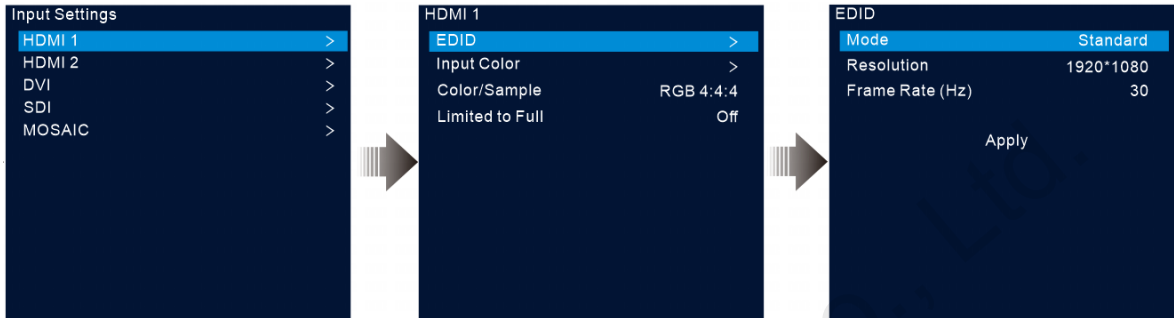 Input Settings
HDMI 1 >
HDMI 2 >
DVI >
SDI >
MOSAIC >
HDMI 1
EDID >
Input Color >
Color/Sample RGB 4:4:4
Limited to Full Off
EDID
Mode Standard
Resolution 1920*1080
Frame Rate (Hz) 30
Apply
Ltd.